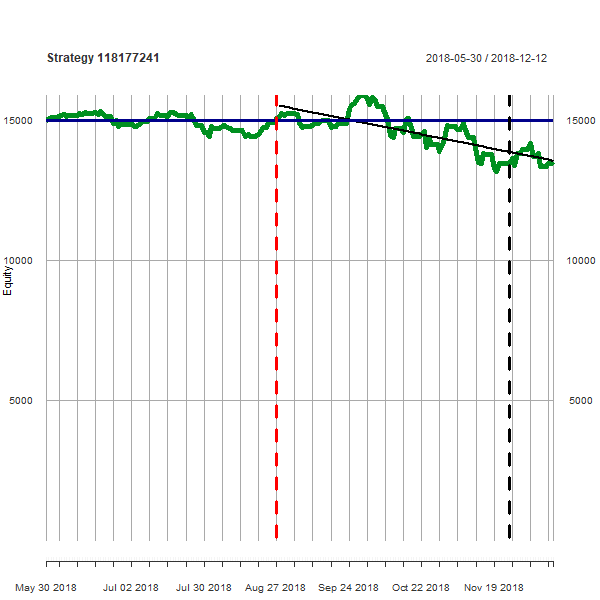 Strategy 118177241 2018-05-30 / 2018-12-12
15000 15000
10000 10000
Equity
5000 5000
May 30 2018 Jul 02 2018 Jul 30 2018 Aug 27 2018 Sep 24 2018 Oct 22 2018 Nov 19 2018